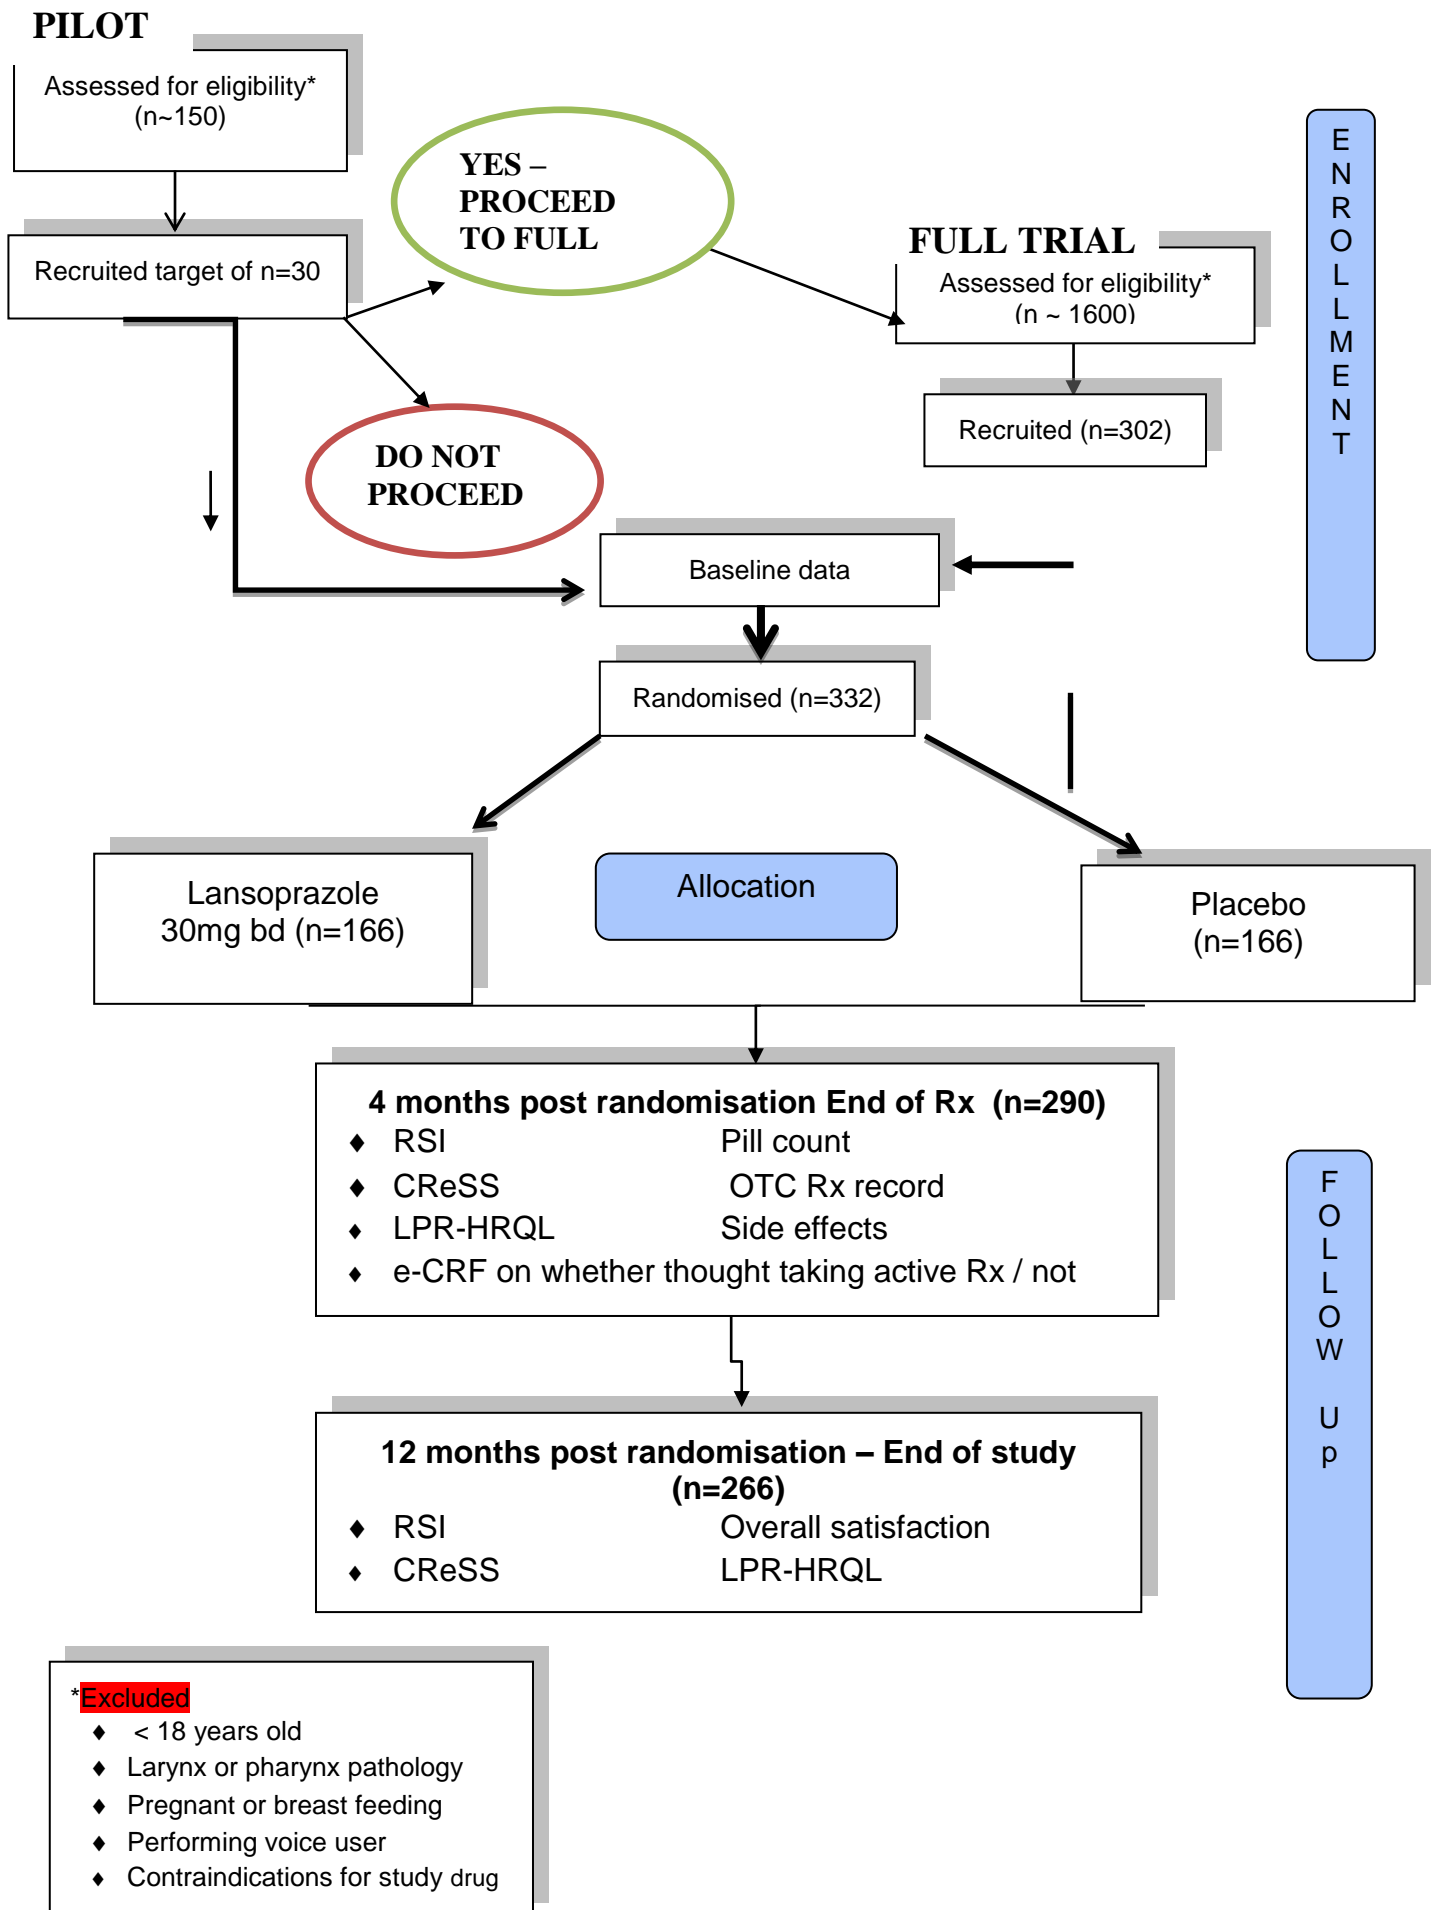 PILOT
Assessed for eligibility*
(n~150)
Recruited target of n=30
YES –
PROCEED
TO FULL
DO NOT
PROCEED
FULL TRIAL
Assessed for eligibility*
(n ~ 1600)
Recruited (n=302)
E
N
R
O
L
L
M
E
N
T
Baseline data
Randomised (n=332)
Lansoprazole
30mg bd (n=166)
Allocation
Placebo
(n=166)
4 months post randomisation End of Rx (n=290)
♦ RSI Pill count
♦ CReSS OTC Rx record
♦ LPR-HRQL Side effects
♦ e-CRF on whether thought taking active Rx / not
12 months post randomisation – End of study
(n=266)
♦ RSI Overall satisfaction
♦ CReSS LPR-HRQL
F
O
L
L
O
W
U
p
*Excluded
♦ < 18 years old
♦ Larynx or pharynx pathology
♦ Pregnant or breast feeding
♦ Performing voice user
♦ Contraindications for study drug